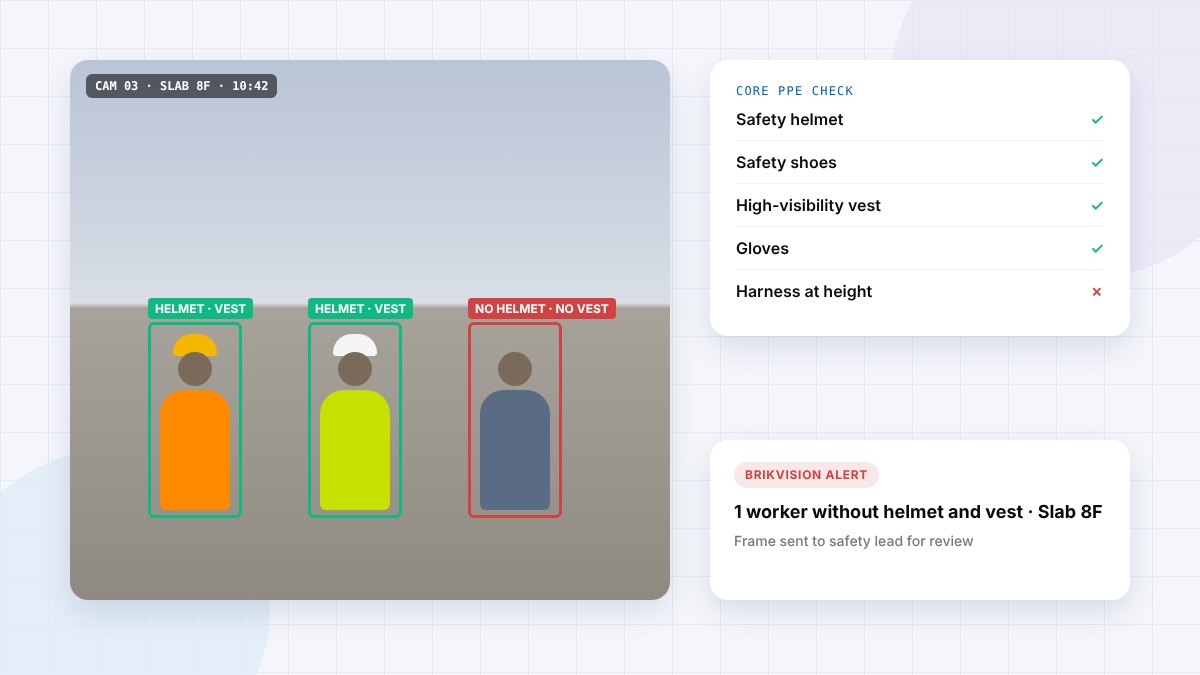 CAM 03 · SLAB 8F · 10:42
HELMET · VEST
HELMET · VEST
NO HELMET · NO VEST
CORE PPE CHECK
Safety helmet ✓
Safety shoes ✓
High-visibility vest ✓
Gloves ✓
Harness at height ×
BRIKVISION ALERT
1 worker without helmet and vest · Slab 8F
Frame sent to safety lead for review